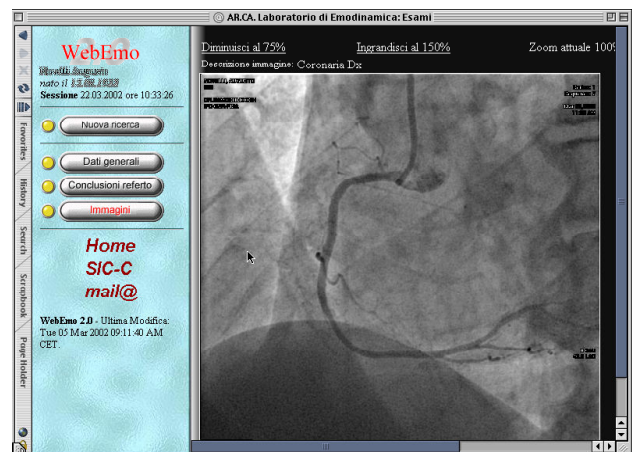 AR.CA. Laboratorio di Emodinamica: Esami
WebEmo
nato il
Sessione 22.03.2002 ore 10:33:26
Nuova ricerca
Dati generali
Conclusioni referto
Immagini
Home
SIC-C
mail@
WebEmo 2.0 - Ultima Modifica:
Tue 05 Mar 2002 09:11:40 AM
CET.
Favorites
History
Search
Scrapbook
Page Holder
Diminuisci al 75%
Ingrandisci al 150%
Zoom attuale 100%
Descrizione immagine: Coronaria Dx